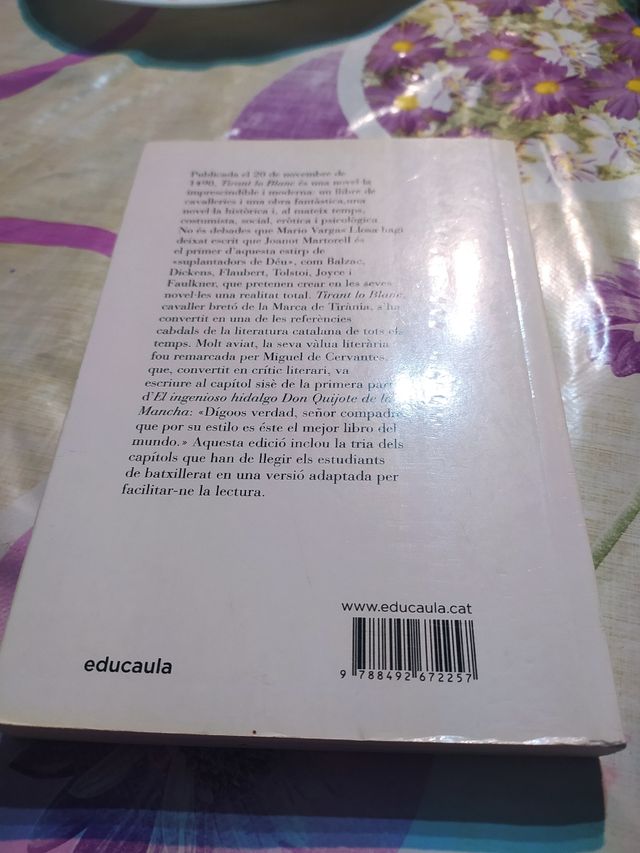 Publicada el 20 de novembre de
1490, Tirant lo Blanc és una novel·la
imprescindible i moderna: un llibre de
cavalleries i una obra fantàstica, una
novel·la històrica i, al mateix temps,
costumista, social, eròtica i psicològica.
No és debades que Mario Vargas Llosa hagi
deixat escrit que Joanot Martorell és
el primer d'aquesta estirp de
«suplantadors de Déu», com Balzac,
Dickens, Flaubert, Tolstoi, Joyce i
Faulkner, que pretenen crear en les seves
novel·les una realitat total. Tirant lo Blanc,
cavaller bretó de la Marca de Tirània, s'ha
convertit en una de les referències
cabdals de la literatura catalana de tots els
temps. Molt aviat, la seva vàlua literària
fou remarcada per Miguel de Cervantes,
que, convertit en crític literari, va
escriure al capítol sisè de la primera part
d'El ingenioso hidalgo Don Quijote de la
Mancha: «Dígoos verdad, señor compadre,
que por su estilo es éste el mejor libro del
mundo.» Aquesta edició inclou la tria dels
capítols que han de llegir els estudiants
de batxillerat en una versió adaptada per
facilitar-ne la lectura.
www.educaula.cat
educaula
9 788492 672257